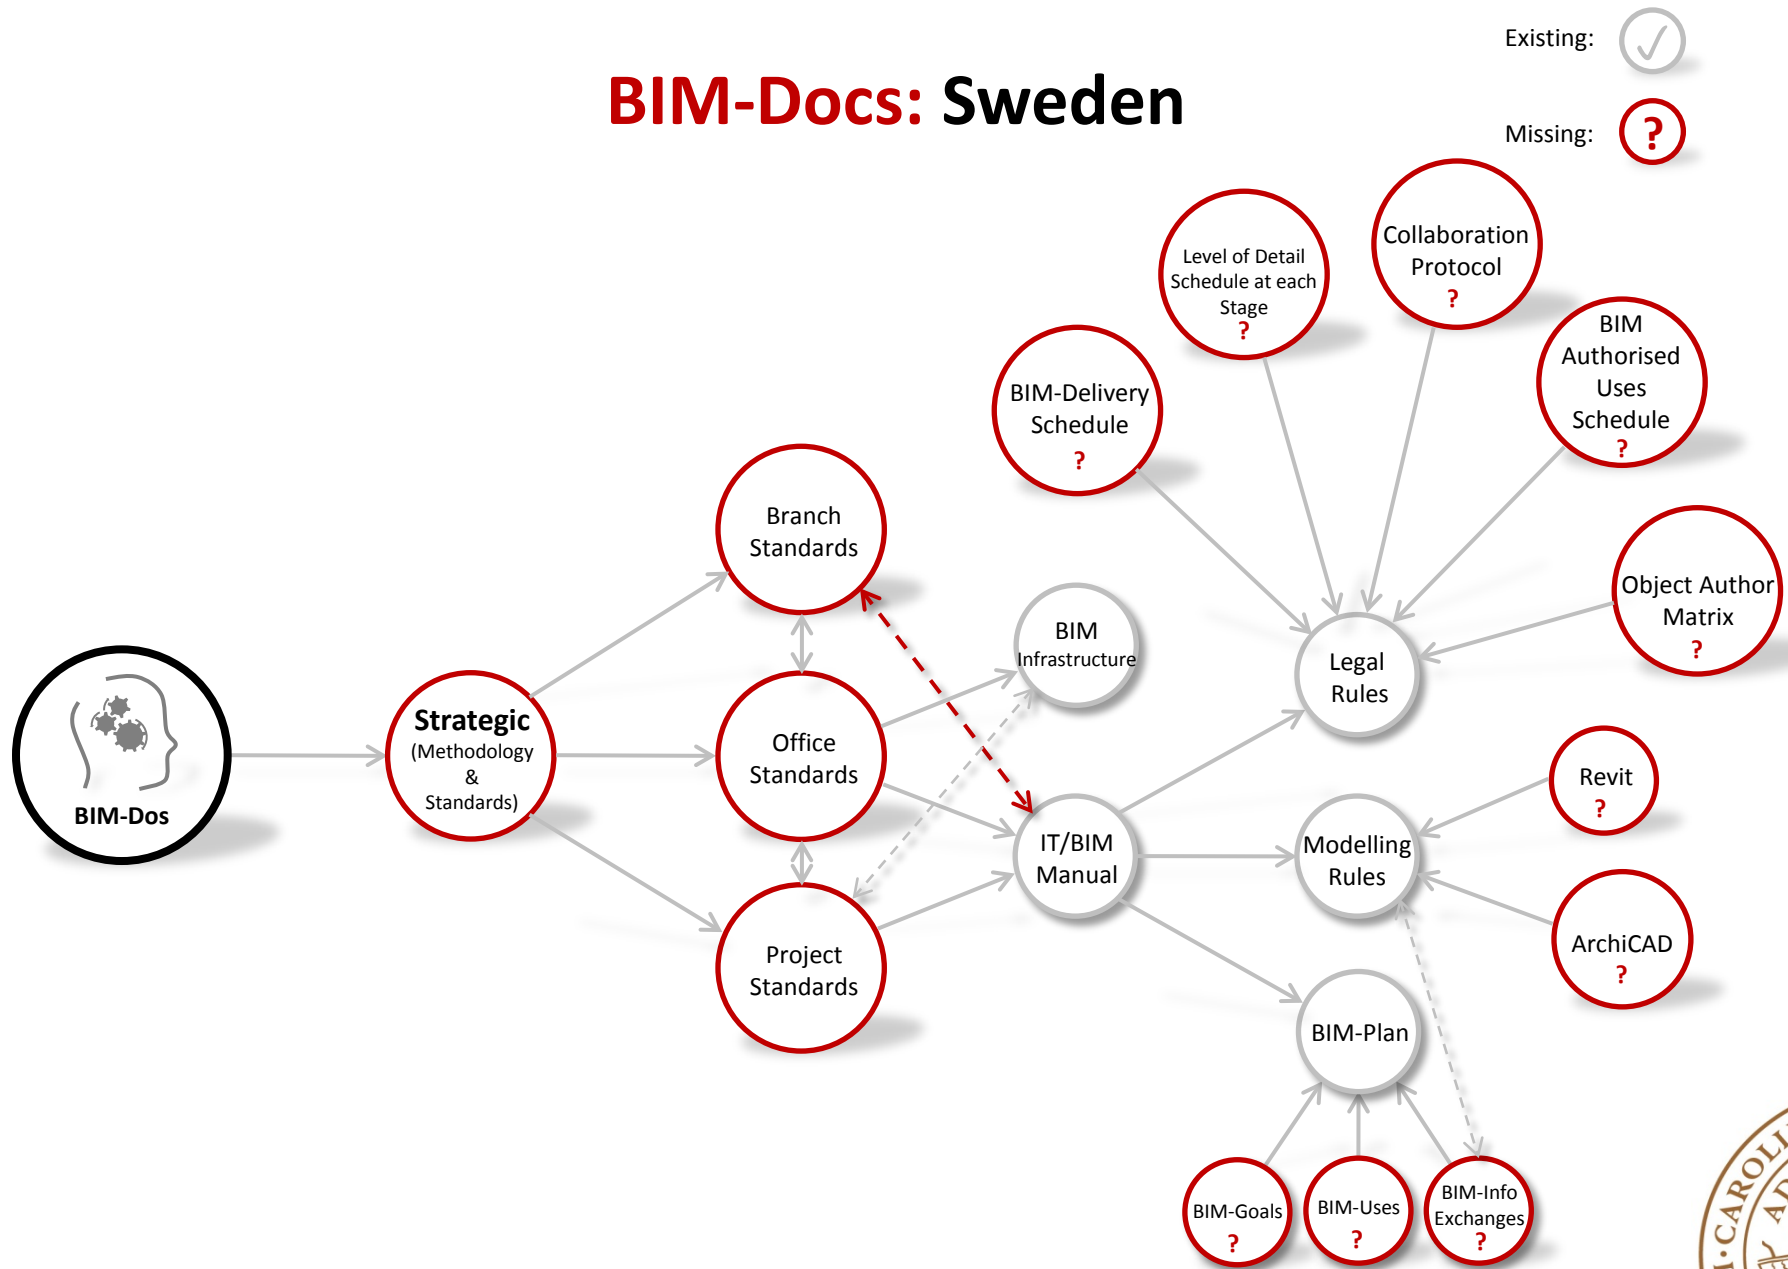 Existing:
BIM-Docs: Sweden
Missing:
?
Collaboration
Protocol
?
Level of Detail
Schedule at each
Stage
?
BIM
Authorised
Uses
Schedule
?
BIM-Delivery
Schedule
?
Branch
Standards
Object Author
Matrix
?
BIM
Infrastructure
Legal
Rules
Strategic
(Methodology
&
Standards)
Office
Standards
BIM-Dos
Revit
?
IT/BIM
Manual
Modelling
Rules
ArchiCAD
?
Project
Standards
BIM-Plan
BIM-Goals
?
BIM-Uses
?
BIM-Info
Exchanges
?